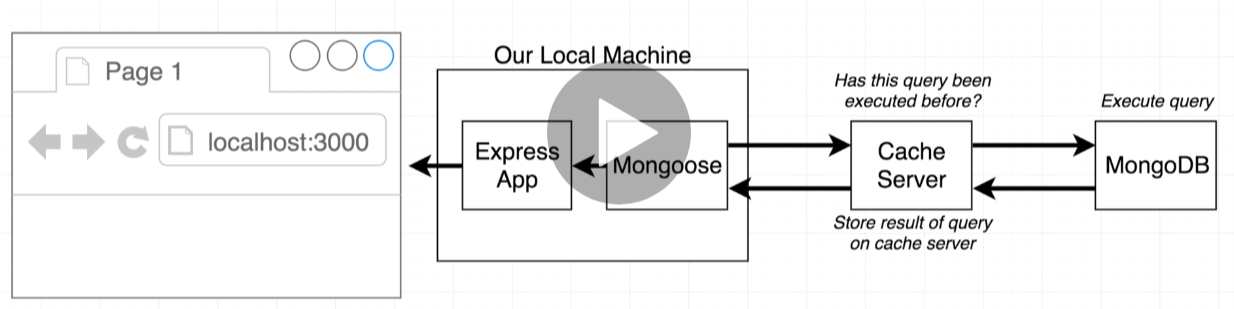 Page 1
localhost:3000
Our Local Machine
Express
App
Mongoose
Has this query been
executed before?
Cache
Server
Store result of query
on cache server
Execute query
MongoDB